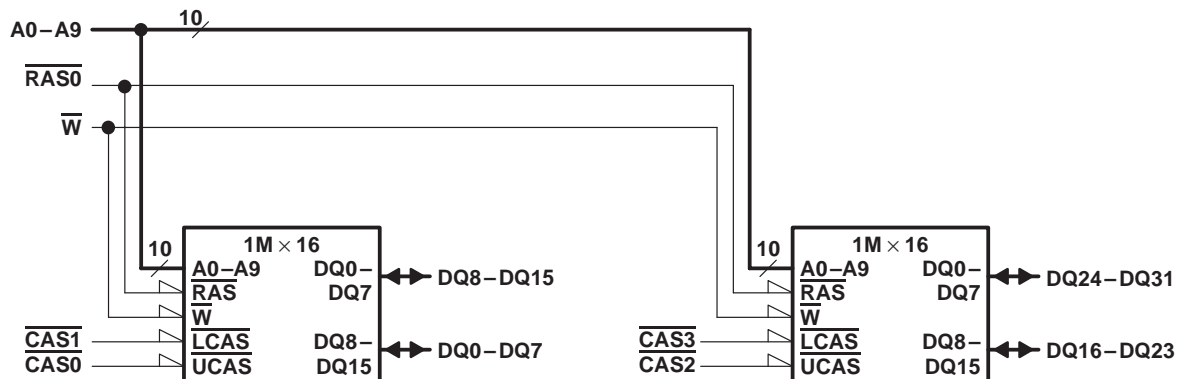 10
A0–A9
RAS0
W
1M × 16
10
A0–A9
DQ0–
DQ7
DQ8–DQ15
RAS
W
CAS1
LCAS
DQ8–
DQ15
DQ0–DQ7
CAS0
UCAS
1M × 16
10
A0–A9
DQ0–
DQ7
DQ24–DQ31
RAS
W
CAS3
LCAS
DQ8–
DQ15
DQ16–DQ23
CAS2
UCAS